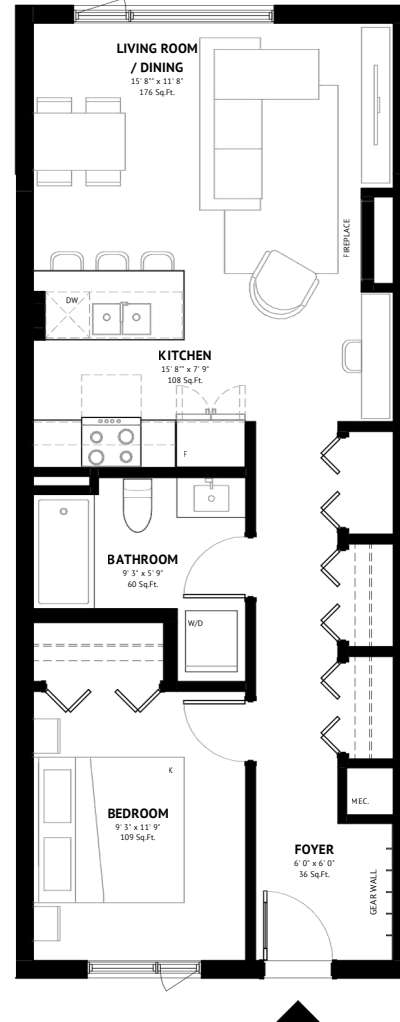 LIVING ROOM
/ DINING
15' 8"" x 11' 8"
176 Sq.Ft.
FIREPLACE
DW
KITCHEN
15' 8"" x 7' 9"
108 Sq.Ft.
F
BATHROOM
9' 3" x 5' 9"
60 Sq.Ft.
W/D
K
MEC.
BEDROOM
9' 3" x 11' 9"
109 Sq.Ft.
FOYER
6' 0" x 6' 0"
36 Sq.Ft.
GEAR WALL